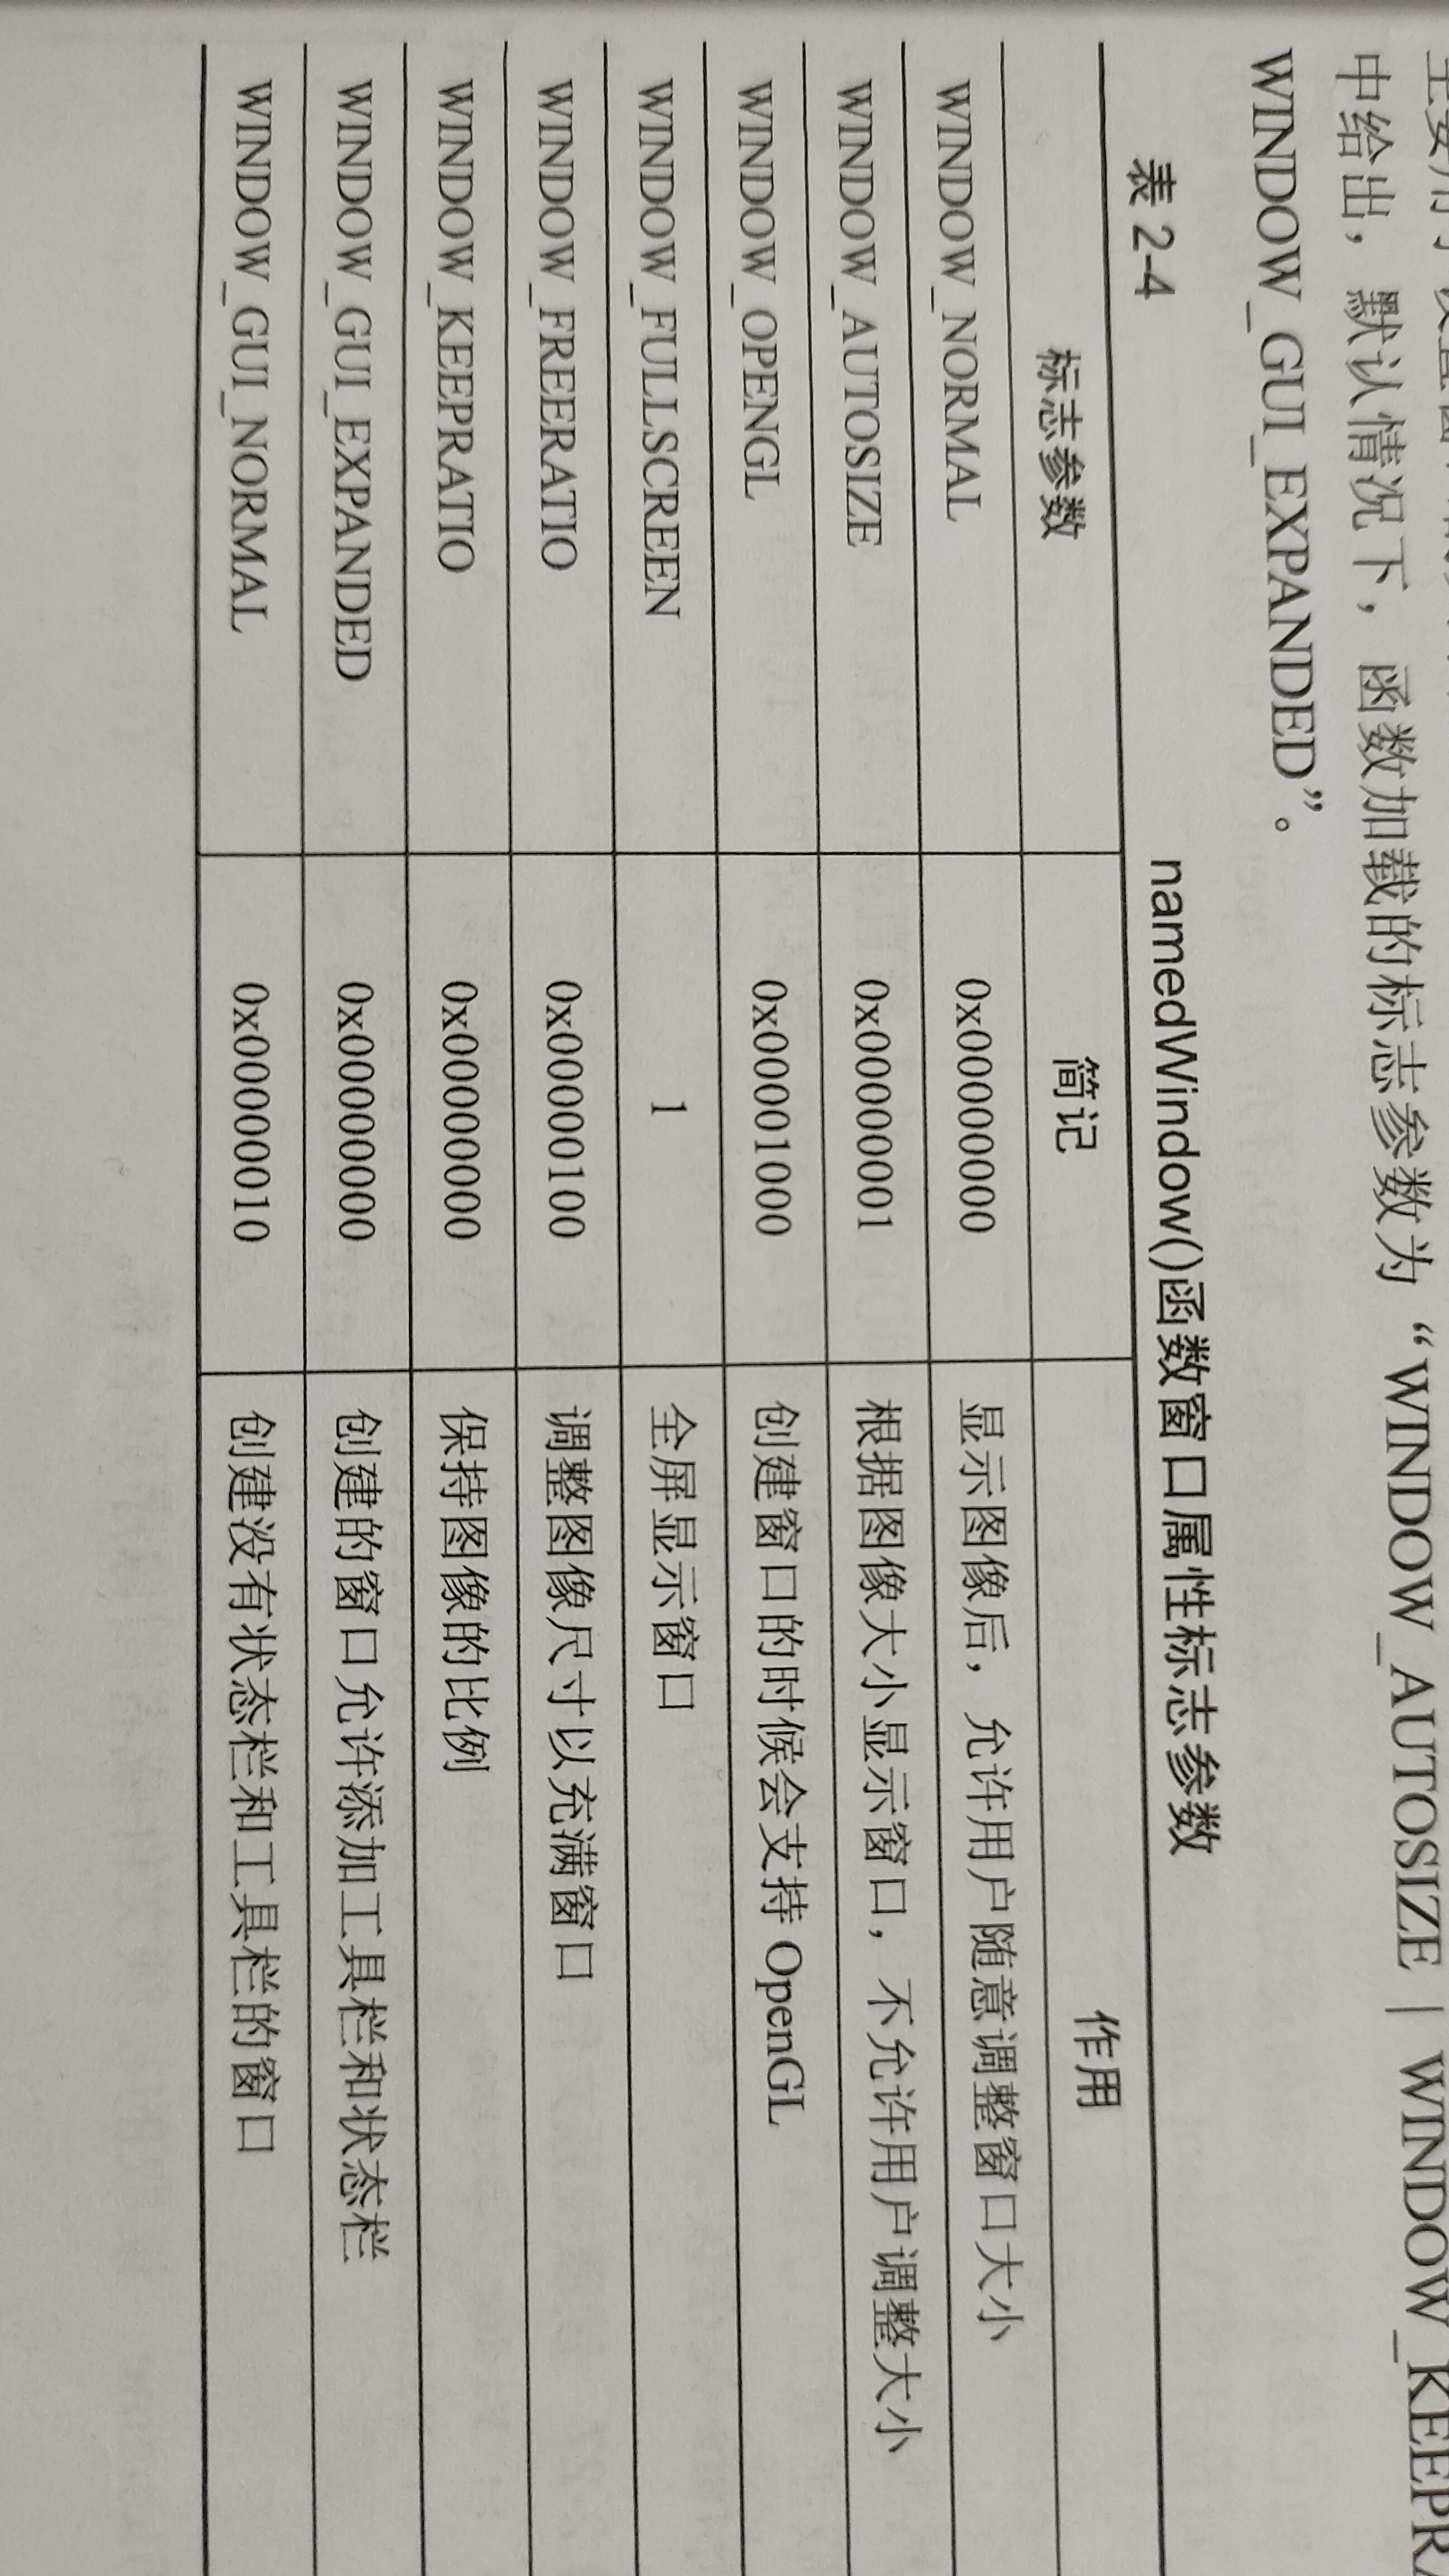 中给出，默认情况下，函数加载的标志参数为“WINDOW_AUTOSIZE | WINDOW_KEEPRA
WINDOW_GUI_EXPANDED”。
表 2-4 namedWindow()函数窗口属性标志参数
标志参数 简记 作用
WINDOW_NORMAL 0x00000000 显示图像后，允许用户随意调整窗口大小
WINDOW_AUTOSIZE 0x00000001 根据图像大小显示窗口，不允许用户调整大小
WINDOW_OPENGL 0x00001000 创建窗口的时候会支持 OpenGL
WINDOW_FULLSCREEN 1 全屏显示窗口
WINDOW_FREERATIO 0x00000100 调整图像尺寸以充满窗口
WINDOW_KEEPRATIO 0x00000000 保持图像的比例
WINDOW_GUI_EXPANDED 0x00000000 创建的窗口允许添加工具栏和状态栏
WINDOW_GUI_NORMAL 0x00000010 创建没有状态栏和工具栏的窗口